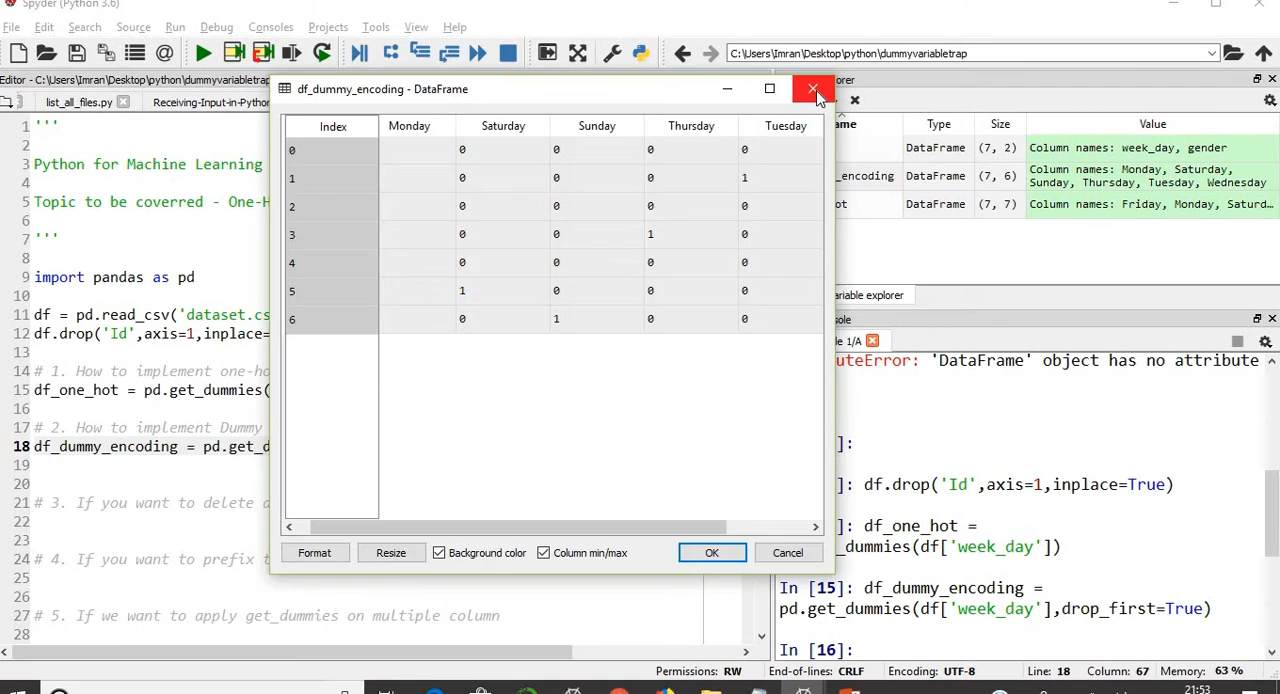 Spyder (Python 3.6)
File Edit Search Source Run Debug Consoles Projects Tools View Help
C:\Users\Imran\Desktop\python\dummyvariabletrap
Editor - C:\Users\Imran\Desktop\python\dummyvariabletrap
list_all_files.py Receiving-Input-in-Python
1 '''
2
3 Python for Machine Learning
4
5 Topic to be coverred - One-H
6
7 '''
8
9 import pandas as pd
10
11 df = pd.read_csv('dataset.cs
12 df.drop('Id',axis=1,inplace=
13
14 # 1. How to implement one-ho
15 df_one_hot = pd.get_dummies(
16
17 # 2. How to implement Dummy
18 df_dummy_encoding = pd.get_d
19
20
21 # 3. If you want to delete a
22
23
24 # 4. If you want to prefix t
25
26
27 # 5. If we want to apply get_dummies on multiple column
28
df_dummy_encoding - DataFrame
Index Monday Saturday Sunday Thursday Tuesday
0 0 0 0 0
1 0 0 0 1
2 0 0 0 0
3 0 0 1 0
4 0 0 0 0
5 1 0 0 0
6 0 1 0 0
Format Resize Background color Column min/max OK Cancel
orer
ame Type Size Value
DataFrame (7, 2) Column names: week_day, gender
_encoding DataFrame (7, 6) Column names: Monday, Saturday,
Sunday, Thursday, Tuesday, Wednesday
ot DataFrame (7, 7) Column names: Friday, Monday, Saturd…
ariable explorer
sole
le 1/A
uteError: 'DataFrame' object has no attribute
]:
]: df.drop('Id',axis=1,inplace=True)
]: df_one_hot =
_dummies(df['week_day'])
In [15]: df_dummy_encoding =
pd.get_dummies(df['week_day'],drop_first=True)
In [16]:
Permissions: RW End-of-lines: CRLF Encoding: UTF-8 Line: 18 Column: 67 Memory: 63 %
21:53